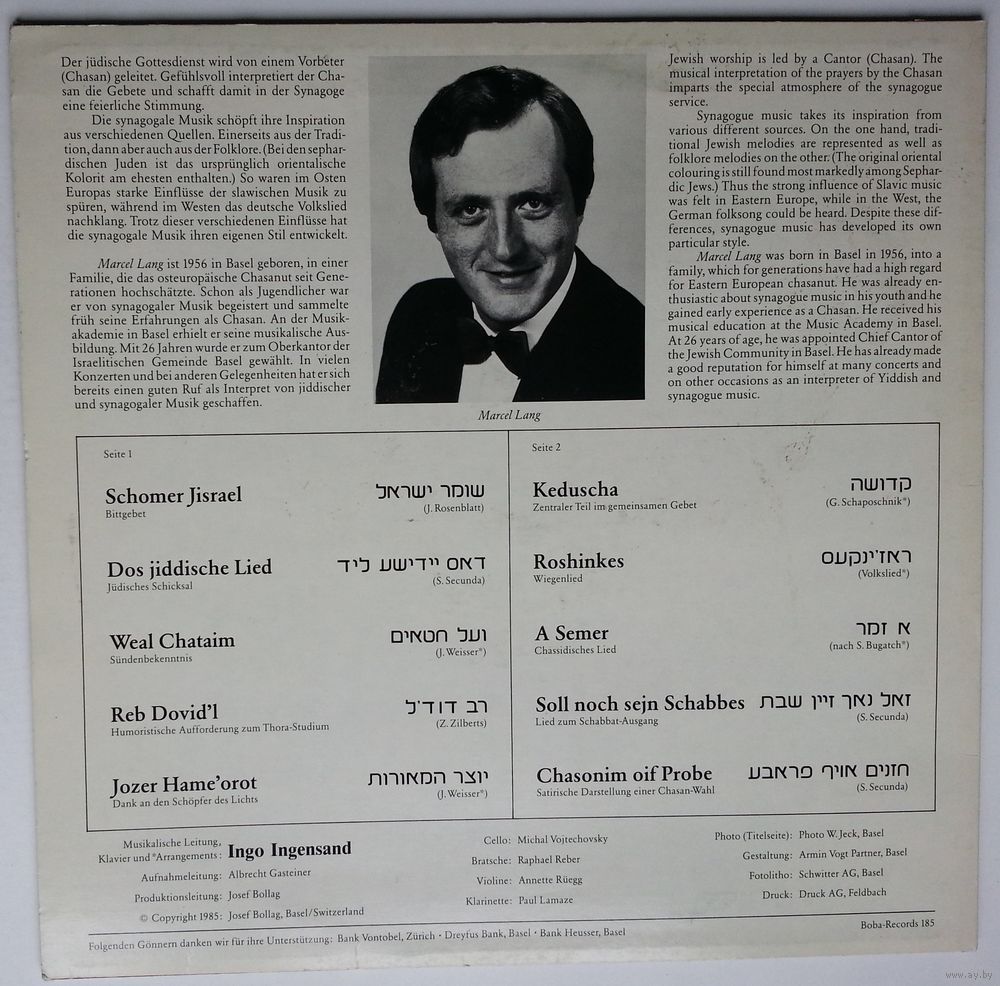 Der jüdische Gottesdienst wird von einem Vorbeter
(Chasan) geleitet. Gefühlsvoll interpretiert der Cha-
san die Gebete und schafft damit in der Synagoge
eine feierliche Stimmung.
Die synagogale Musik schöpft ihre Inspiration
aus verschiedenen Quellen. Einerseits aus der Tradi-
tion, dann aber auch aus der Folklore. (Bei den sephar-
dischen Juden ist das ursprünglich orientalische
Kolorit am ehesten enthalten.) So waren im Osten
Europas starke Einflüsse der slawischen Musik zu
spüren, während im Westen das deutsche Volkslied
nachklang. Trotz dieser verschiedenen Einflüsse hat
die synagogale Musik ihren eigenen Stil entwickelt.
Marcel Lang ist 1956 in Basel geboren, in einer
Familie, die das osteuropäische Chasanut seit Gene-
rationen hochschätzte. Schon als Jugendlicher war
er von synagogaler Musik begeistert und sammelte
früh seine Erfahrungen als Chasan. An der Musik-
akademie in Basel erhielt er seine musikalische Aus-
bildung. Mit 26 Jahren wurde er zum Oberkantor der
Israelitischen Gemeinde Basel gewählt. In vielen
Konzerten und bei anderen Gelegenheiten hat er sich
bereits einen guten Ruf als Interpret von jiddischer
und synagogaler Musik geschaffen.
Marcel Lang
Jewish worship is led by a Cantor (Chasan). The
musical interpretation of the prayers by the Chasan
imparts the special atmosphere of the synagogue
service.
Synagogue music takes its inspiration from
various different sources. On the one hand, tradi-
tional Jewish melodies are represented as well as
folklore melodies on the other. (The original oriental
colouring is still found most markedly among Sephar-
dic Jews.) Thus the strong influence of Slavic music
was felt in Eastern Europe, while in the West, the
German folksong could be heard. Despite these dif-
ferences, synagogue music has developed its own
particular style.
Marcel Lang was born in Basel in 1956, into a
family, which for generations have had a high regard
for Eastern European chasanut. He was already en-
thusiastic about synagogue music in his youth and he
gained early experience as a Chasan. He received his
musical education at the Music Academy in Basel.
At 26 years of age, he was appointed Chief Cantor of
the Jewish Community in Basel. He has already made
a good reputation for himself at many concerts and
on other occasions as an interpreter of Yiddish and
synagogue music.
Seite 1
Schomer Jisrael שומר ישראל
Bittgebet (J. Rosenblatt)
Dos jiddische Lied דאס יידישע ליד
Jüdisches Schicksal (S. Secunda)
Weal Chataim ועל חטאים
Sündenbekenntnis (J. Weisser*)
Reb Dovid'l רב דוד'ל
Humoristische Aufforderung zum Thora-Studium (Z. Zilberts)
Jozer Hame'orot יוצר המאורות
Dank an den Schöpfer des Lichts (J. Weisser*)
Seite 2
Keduscha קדושה
Zentraler Teil im gemeinsamen Gebet (G. Schaposchnik*)
Roshinkes ראז'ינקעס
Wiegenlied (Volkslied*)
A Semer א זמר
Chassidisches Lied (nach S. Bugatch*)
Soll noch sejn Schabbes זאל נאך זיין שבת
Lied zum Schabbat-Ausgang (S. Secunda)
Chasonim oif Probe חזנים אויף פראבע
Satirische Darstellung einer Chasan-Wahl (S. Secunda)
Musikalische Leitung,
Klavier und *Arrangements: Ingo Ingensand
Aufnahmeleitung: Albrecht Gasteiner
Produktionsleitung: Josef Bollag
© Copyright 1985: Josef Bollag, Basel/Switzerland
Cello: Michal Vojtechovsky
Bratsche: Raphael Reber
Violine: Annette Rüegg
Klarinette: Paul Lamaze
Photo (Titelseite): Photo W. Jeck, Basel
Gestaltung: Armin Vogt Partner, Basel
Fotolitho: Schwitter AG, Basel
Druck: Druck AG, Feldbach
Folgenden Gönnern danken wir für ihre Unterstützung: Bank Vontobel, Zürich · Dreyfus Bank, Basel · Bank Heusser, Basel
Boba-Records 185
www.ay.by